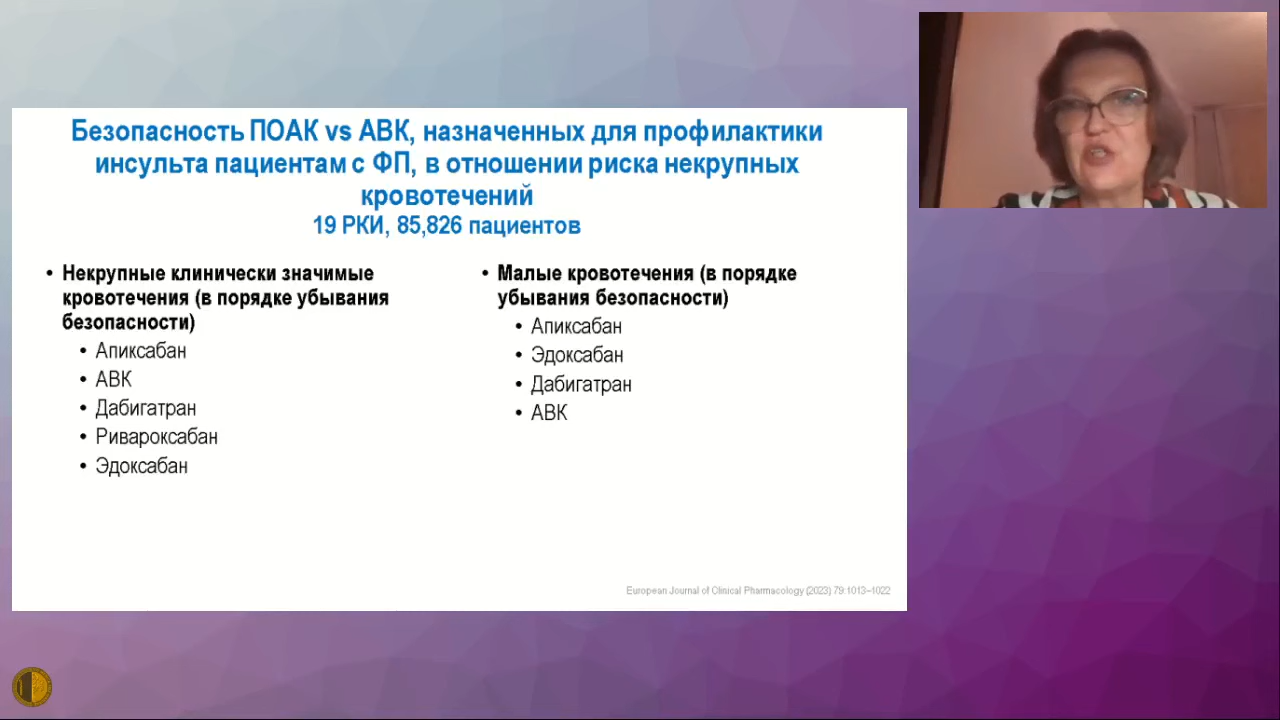 Безопасность ПОАК vs АВК, назначенных для профилактики
инсульта пациентам с ФП, в отношении риска некрупных
кровотечений
19 РКИ, 85,826 пациентов
• Некрупные клинически значимые
кровотечения (в порядке убывания
безопасности)
• Апиксабан
• АВК
• Дабигатран
• Ривароксабан
• Эдоксабан
• Малые кровотечения (в порядке
убывания безопасности)
• Апиксабан
• Эдоксабан
• Дабигатран
• АВК
European Journal of Clinical Pharmacology (2023) 79:1013–1022